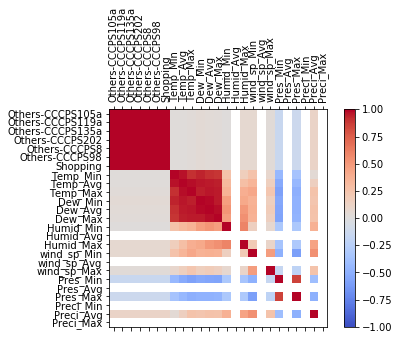 Others-CCCPS105a
Others-CCCPS119a
Others-CCCPS135a
Others-CCCPS202
Others-CCCPS8
Others-CCCPS98
Shopping
Temp_Min
Temp_Avg
Temp_Max
Dew_Min
Dew_Avg
Dew_Max
Humid_Min
Humid_Avg
Humid_Max
wind_sp_Min
wind_sp_Avg
wind_sp_Max
Pres_Min
Pres_Avg
Pres_Max
Preci_Min
Preci_Avg
Preci_Max
Others-CCCPS105a
Others-CCCPS119a
Others-CCCPS135a
Others-CCCPS202
Others-CCCPS8
Others-CCCPS98
Shopping
Temp_Min
Temp_Avg
Temp_Max
Dew_Min
Dew_Avg
Dew_Max
Humid_Min
Humid_Avg
Humid_Max
wind_sp_Min
wind_sp_Avg
wind_sp_Max
Pres_Min
Pres_Avg
Pres_Max
Preci_Min
Preci_Avg
Preci_Max
1.00
0.75
0.50
0.25
0.00
−0.25
−0.50
−0.75
−1.00